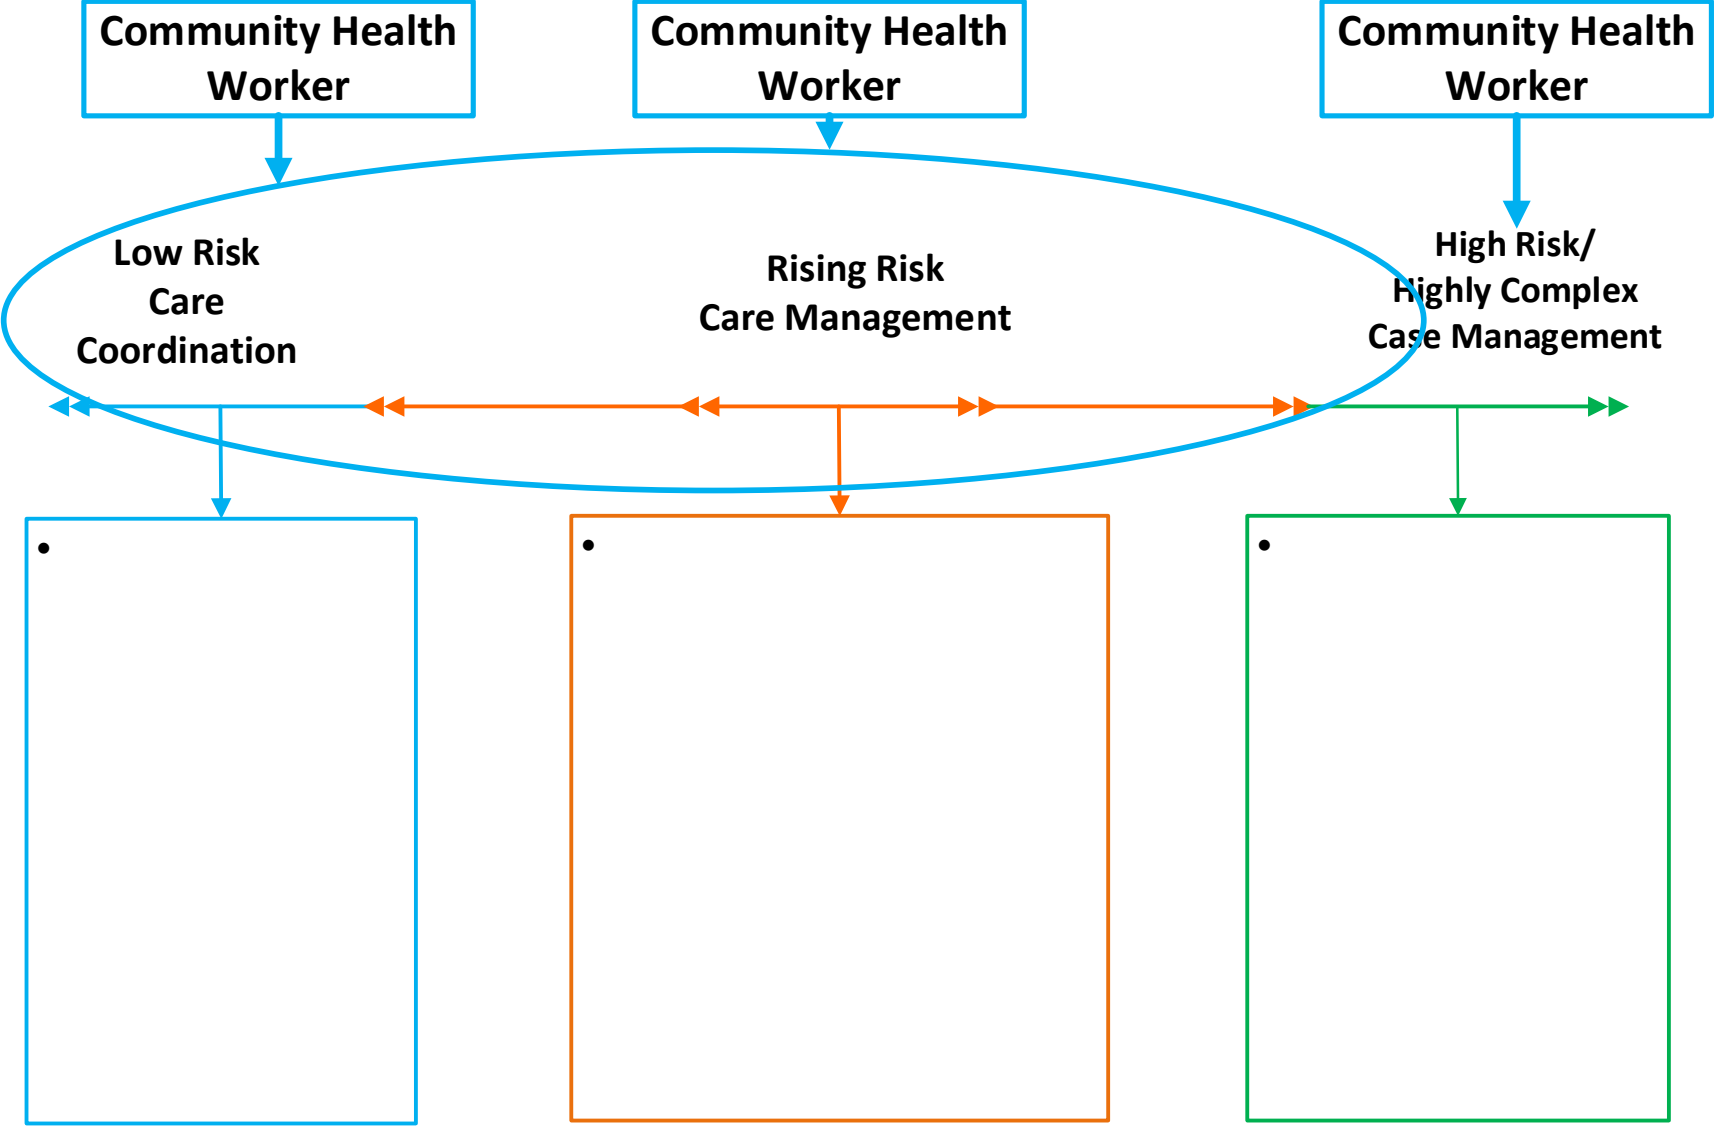 Community Health
Worker
Community Health
Worker
Community Health
Worker
Low Risk
Care
Coordination
Rising Risk
Care Management
High Risk/
Highly Complex
Case Management
•
•
•